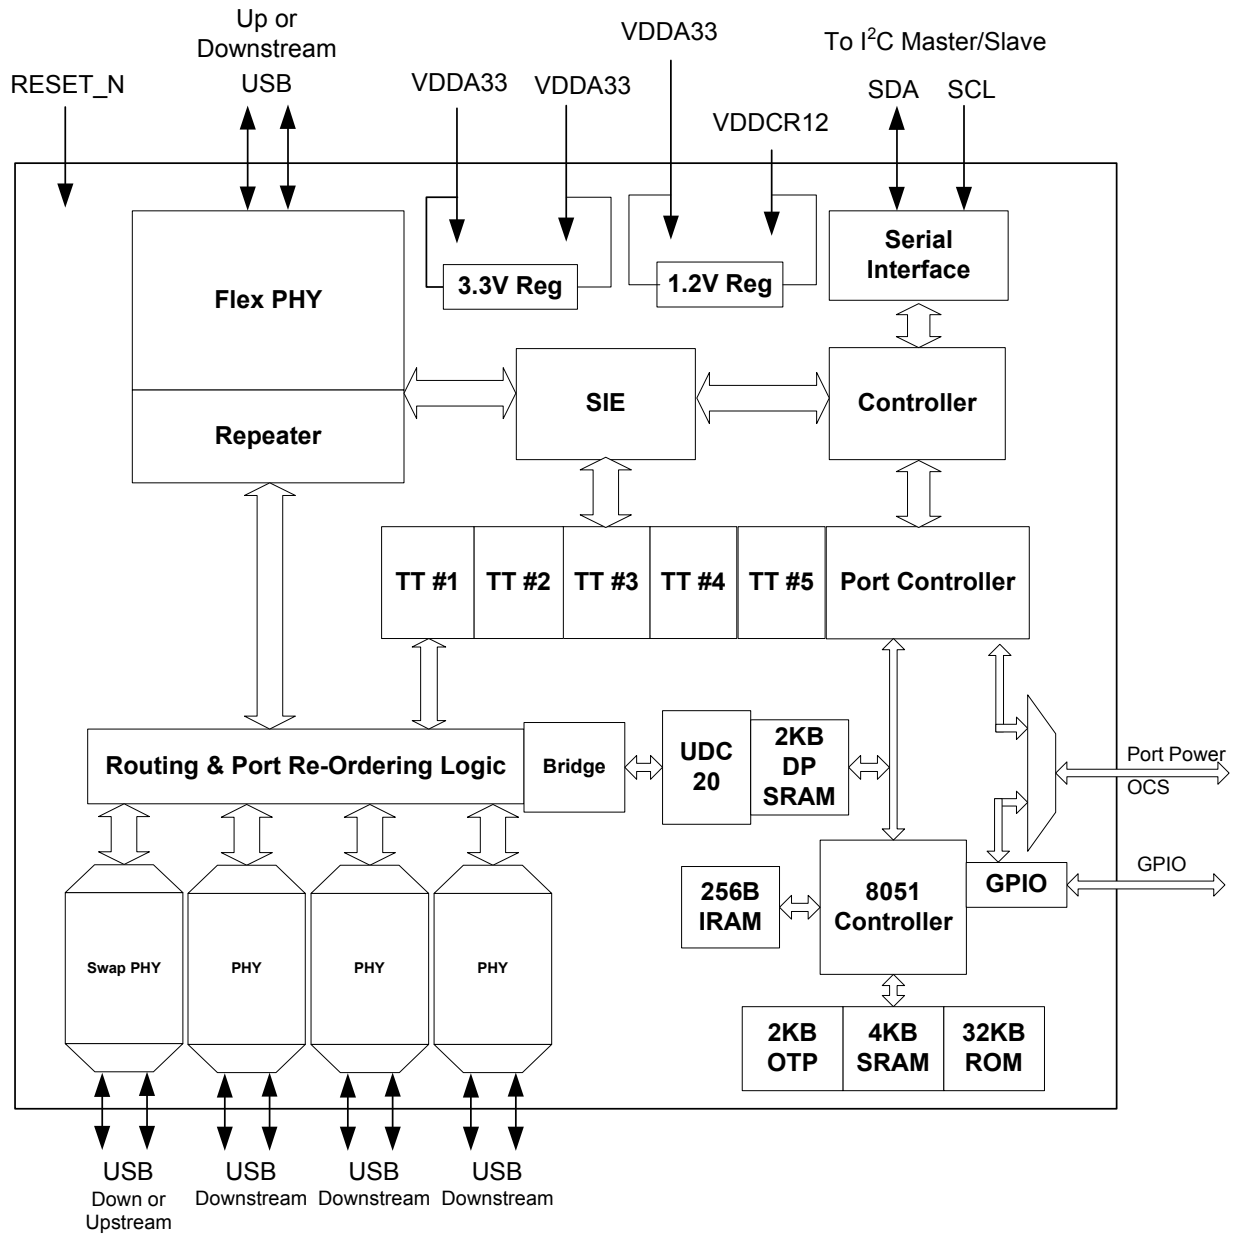 Up or
Downstream
USB
RESET_N
VDDA33
VDDA33
VDDA33
VDDCR12
To I²C Master/Slave
SDA
SCL
Flex PHY
Repeater
3.3V Reg
1.2V Reg
Serial
Interface
SIE
Controller
TT #1
TT #2
TT #3
TT #4
TT #5
Port Controller
Routing & Port Re-Ordering Logic
Bridge
UDC
20
2KB
DP
SRAM
Port Power
OCS
256B
IRAM
8051
Controller
GPIO
GPIO
Swap PHY
PHY
PHY
PHY
2KB
OTP
4KB
SRAM
32KB
ROM
USB
Down or
Upstream
USB
Downstream
USB
Downstream
USB
Downstream